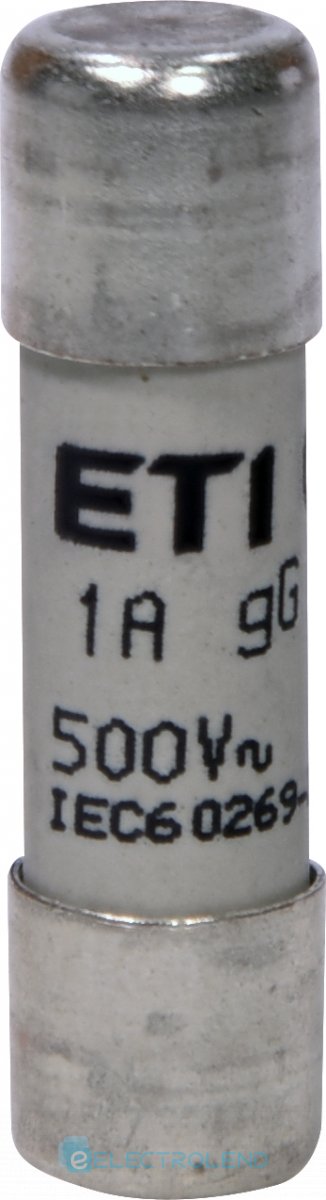 ETI
1A gG
500V~
IEC60269-
ELECTROLEND